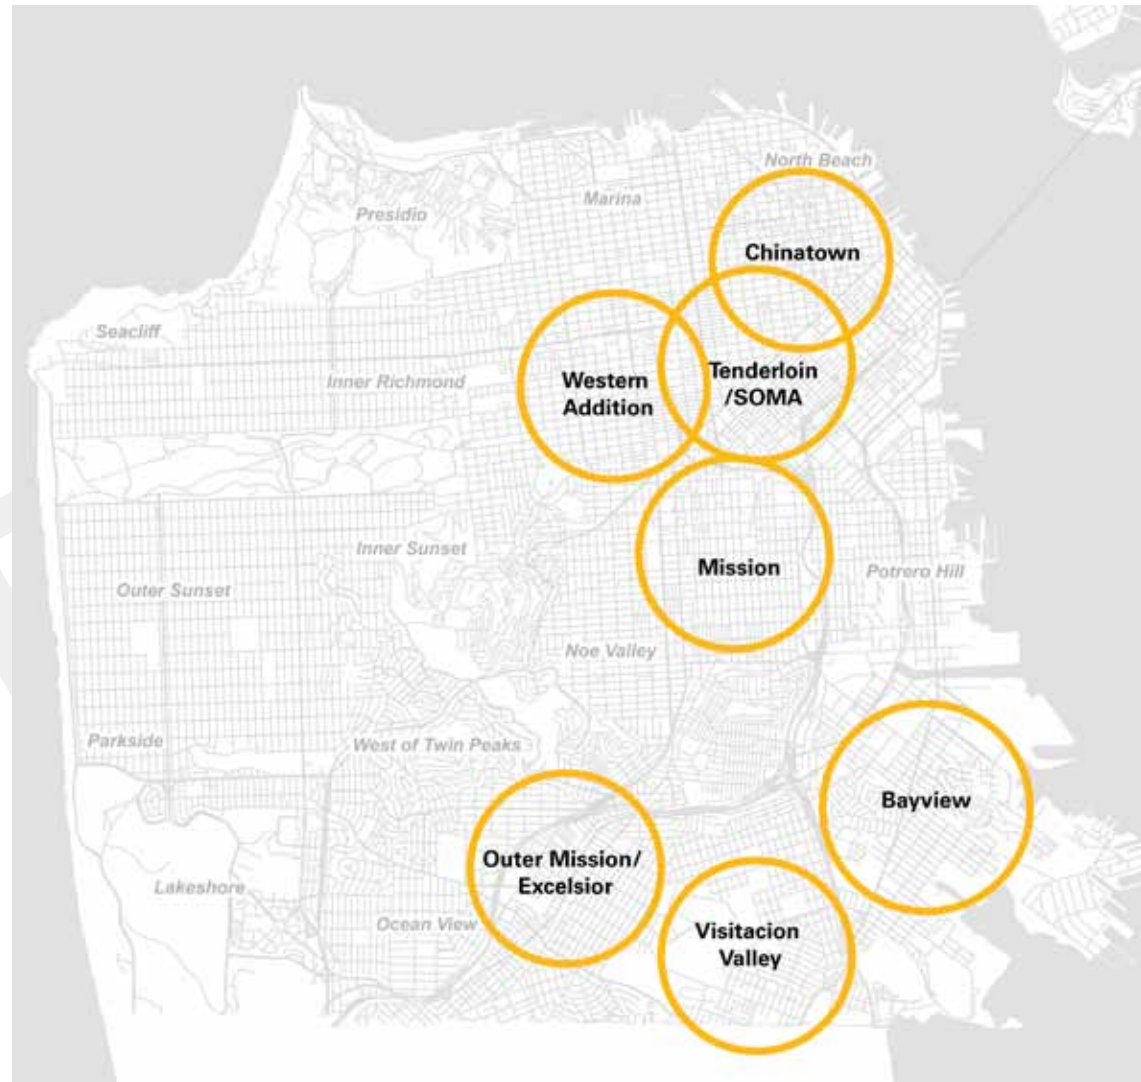 North Beach
Marina
Presidio
Chinatown
Seacliff
Inner Richmond
Western
Addition
Tenderloin
/SOMA
Inner Sunset
Mission
Potrero Hill
Outer Sunset
Noe Valley
Parkside
West of Twin Peaks
Bayview
Outer Mission/
Excelsior
Lakeshore
Ocean View
Visitacion
Valley